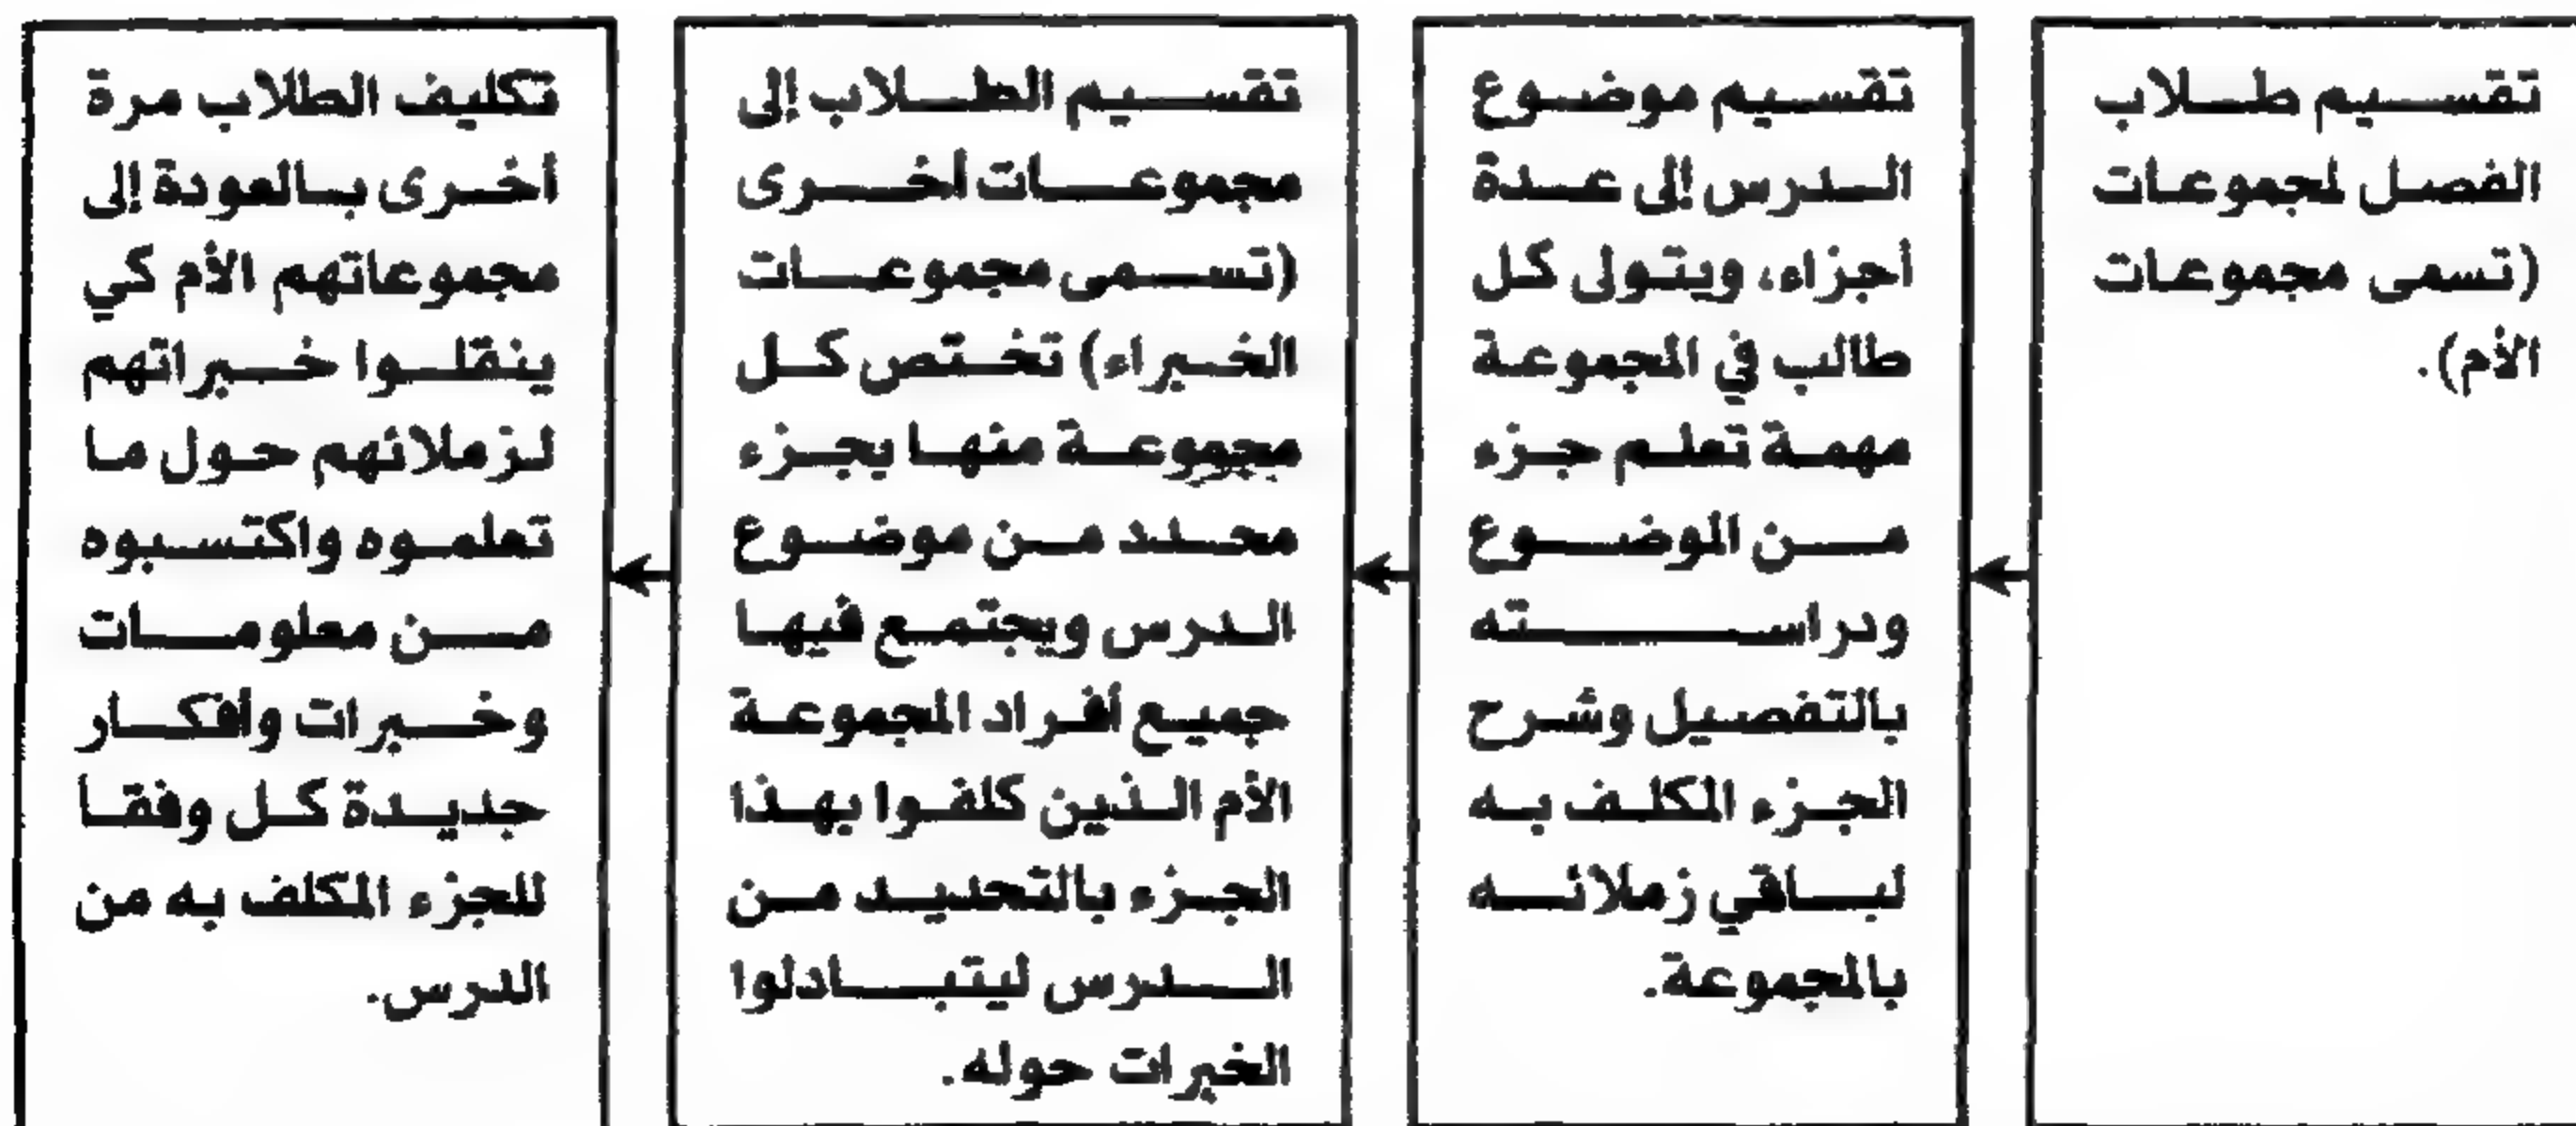 تقسيم طلاب
الفصل لمجموعات
(تسمى مجموعات
الأم).
تقسيم موضوع
الدرس إلى عدة
أجزاء، ويتولى كل
طالب في المجموعة
مهمة تعلم جزء
من الموضوع
ودراسته
بالتفصيل وشرح
الجزء المكلف به
لباقي زملائه
بالمجموعة.
تقسيم الطلاب إلى
مجموعات أخرى
(تسمى مجموعات
الخبراء) تختص كل
مجموعة منها بجزء
محدد من موضوع
الدرس ويجتمع فيها
جميع أفراد المجموعة
الأم الذين كلفوا بهذا
الجزء بالتحديد من
الدرس ليتبادلوا
الخبرات حوله.
تكليف الطلاب مرة
أخرى بالعودة إلى
مجموعاتهم الأم كي
ينقلوا خبراتهم
لزملائهم حول ما
تعلموه واكتسبوه
من معلومات
وخبرات وأفكار
جديدة كل وفقا
للجزء المكلف به من
الدرس.